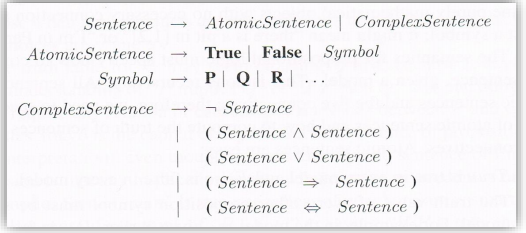 Sentence → AtomicSentence | ComplexSentence
AtomicSentence → True | False | Symbol
Symbol → P | Q | R | ...
ComplexSentence → ¬ Sentence
| ( Sentence ∧ Sentence )
| ( Sentence ∨ Sentence )
| ( Sentence ⇒ Sentence )
| ( Sentence ⇔ Sentence )